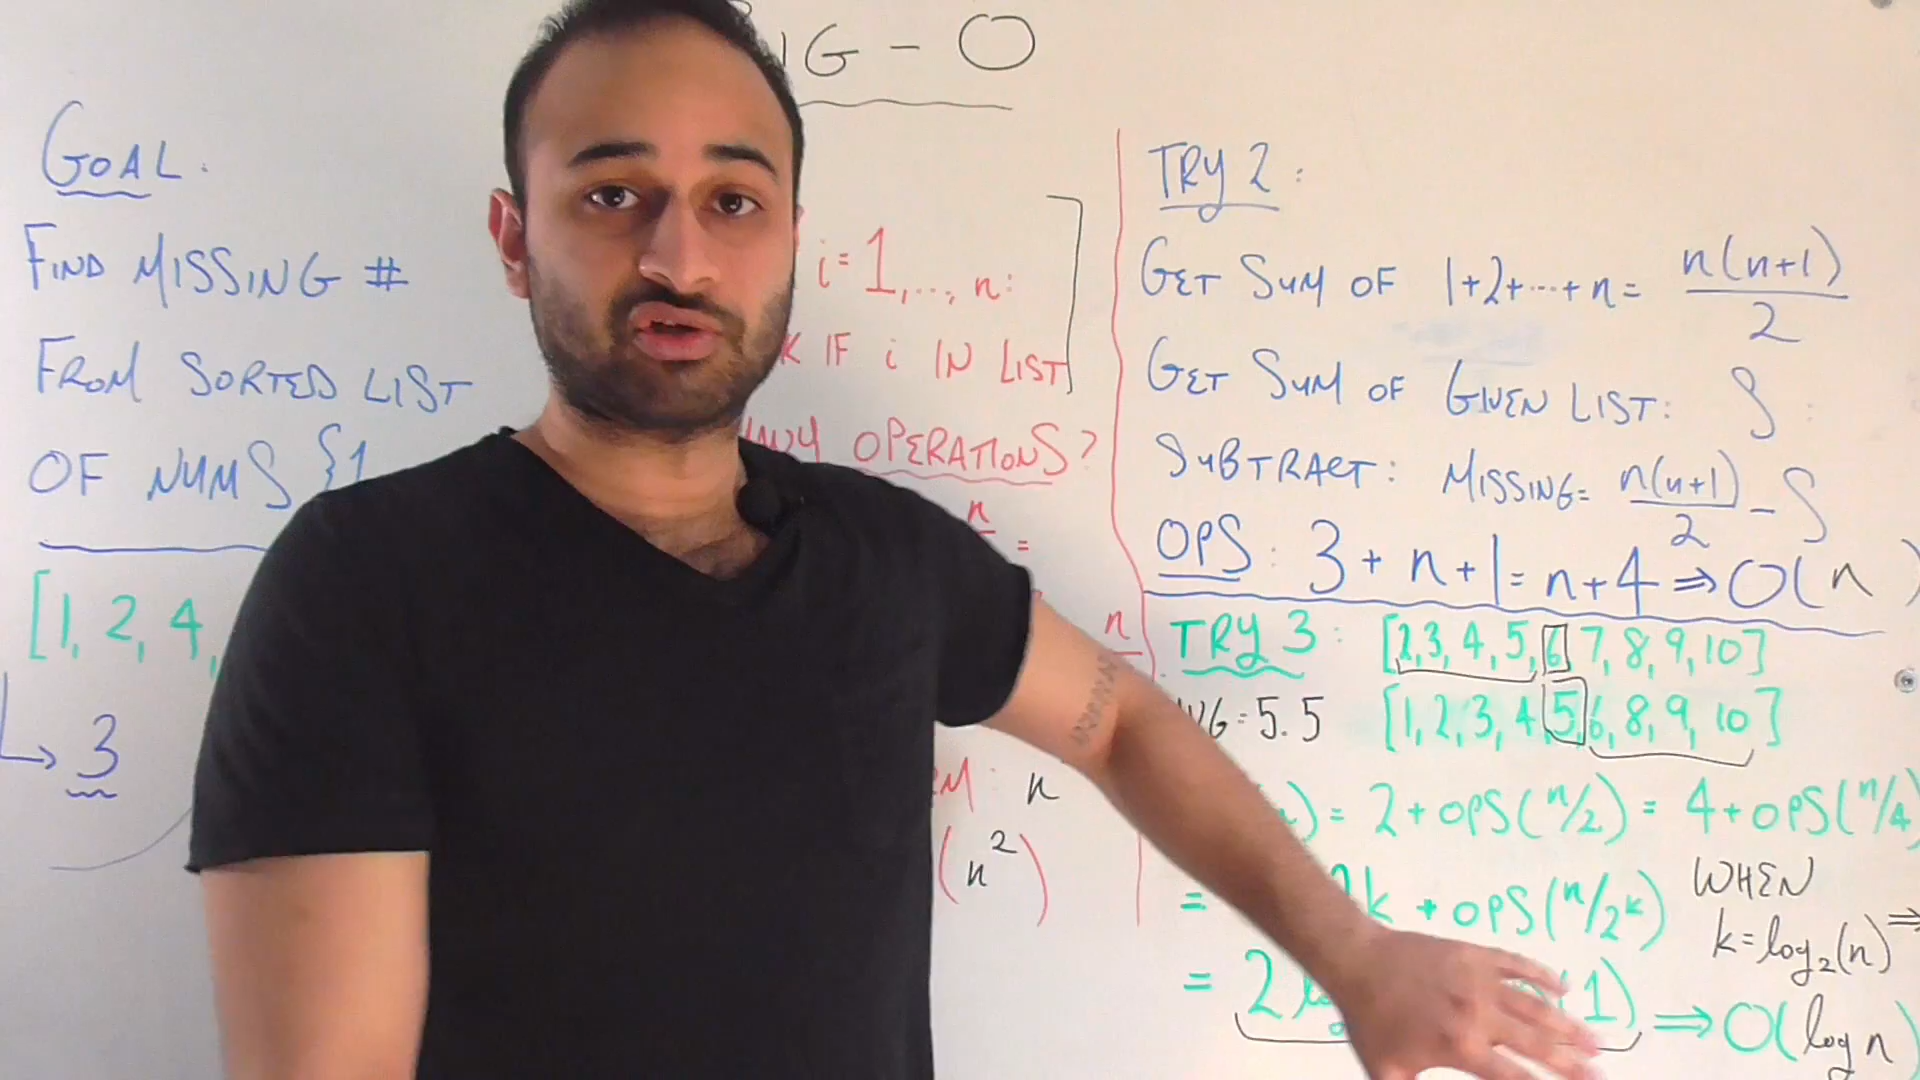 IG - O
GOAL.
FIND MISSING #
FROM SORTED LIST
OF NUMS {1
[1, 2, 4,
3
i=1,..., n:
K IF i IN LIST
OPERATIONS?
n
=
n
n
(n²)
TRY 2:
GET SUM OF 1+2+...+n= n(n+1)/2
GET SUM OF GIVEN LIST: S
SUBTRACT: MISSING= n(n+1)/2 - S
OPS: 3+n+1=n+4 ⇒ O(n)
TRY 3: [2,3,4,5,6,7,8,9,10]
VG=5.5 [1,2,3,4,5,6,8,9,10]
)= 2+OPS(n/2) = 4+OPS(n/4)
= 2k + OPS(n/2^k) WHEN
k=log₂(n) ⇒
= 2 (1) ⇒ O(log n)